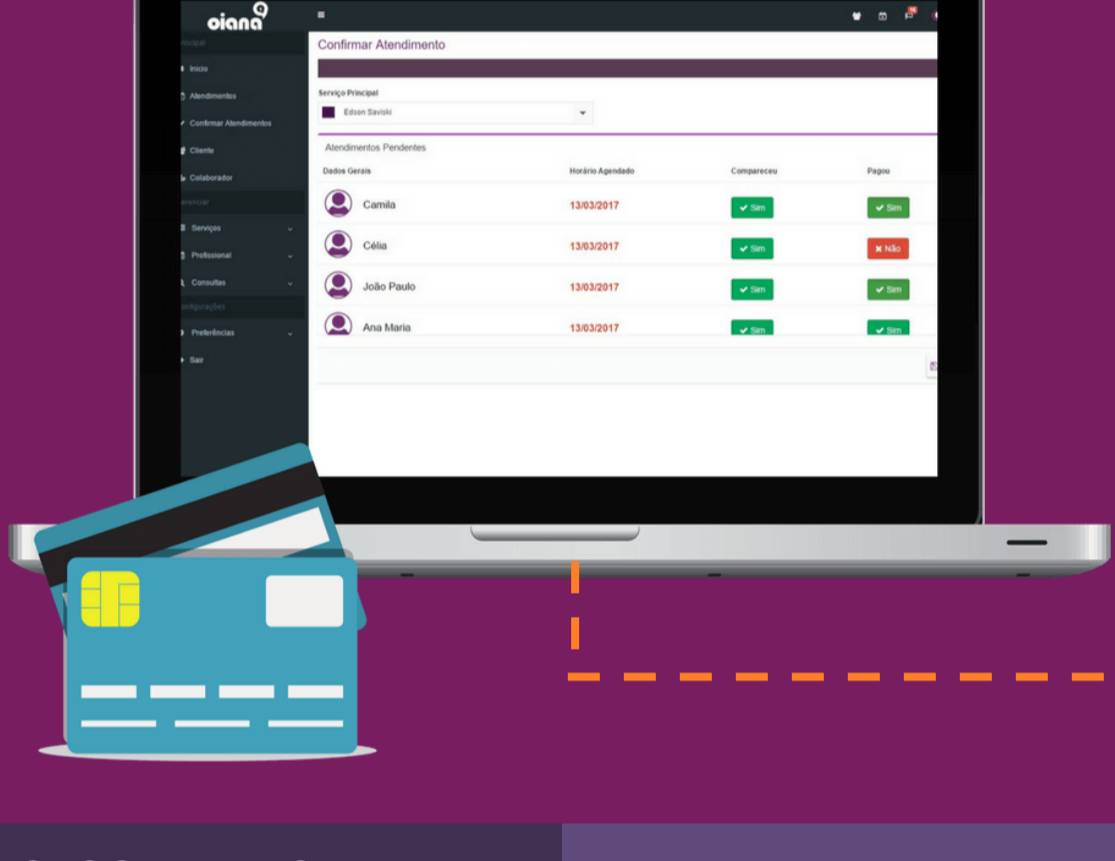 oiana
Confirmar Atendimento
Inicio
Atendimentos
Confirmar Atendimentos
Cliente
Colaborador
Serviços
Profissional
Consultas
Preferências
Sair
Serviço Principal
Edson Saviski
Atendimentos Pendentes
Dados Gerais Horário Agendado Compareceu Pagou
Camila 13/03/2017 Sim Sim
Célia 13/03/2017 Sim Não
João Paulo 13/03/2017 Sim Sim
Ana Maria 13/03/2017 Sim Sim